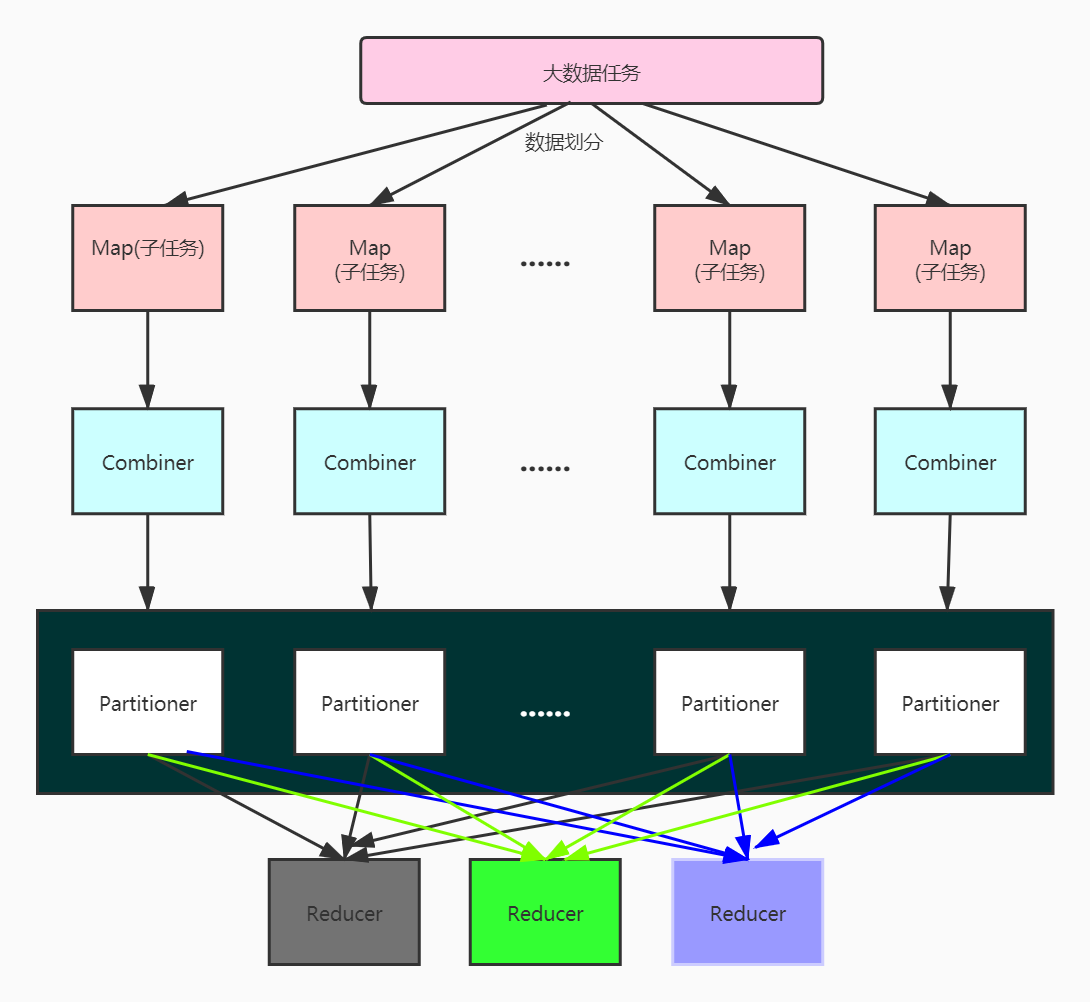 大数据任务
数据划分
Map(子任务)
Map
(子任务)
......
Map
(子任务)
Map
(子任务)
Combiner
Combiner
......
Combiner
Combiner
Partitioner
Partitioner
......
Partitioner
Partitioner
Reducer
Reducer
Reducer